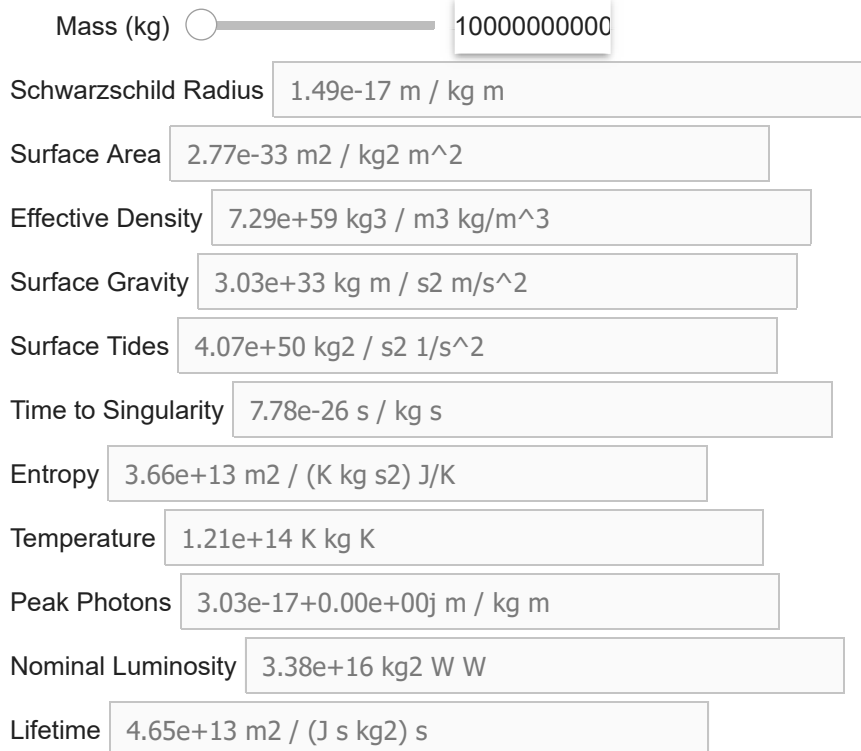 Mass (kg) 10000000000
Schwarzschild Radius 1.49e-17 m / kg m
Surface Area 2.77e-33 m2 / kg2 m^2
Effective Density 7.29e+59 kg3 / m3 kg/m^3
Surface Gravity 3.03e+33 kg m / s2 m/s^2
Surface Tides 4.07e+50 kg2 / s2 1/s^2
Time to Singularity 7.78e-26 s / kg s
Entropy 3.66e+13 m2 / (K kg s2) J/K
Temperature 1.21e+14 K kg K
Peak Photons 3.03e-17+0.00e+00j m / kg m
Nominal Luminosity 3.38e+16 kg2 W W
Lifetime 4.65e+13 m2 / (J s kg2) s